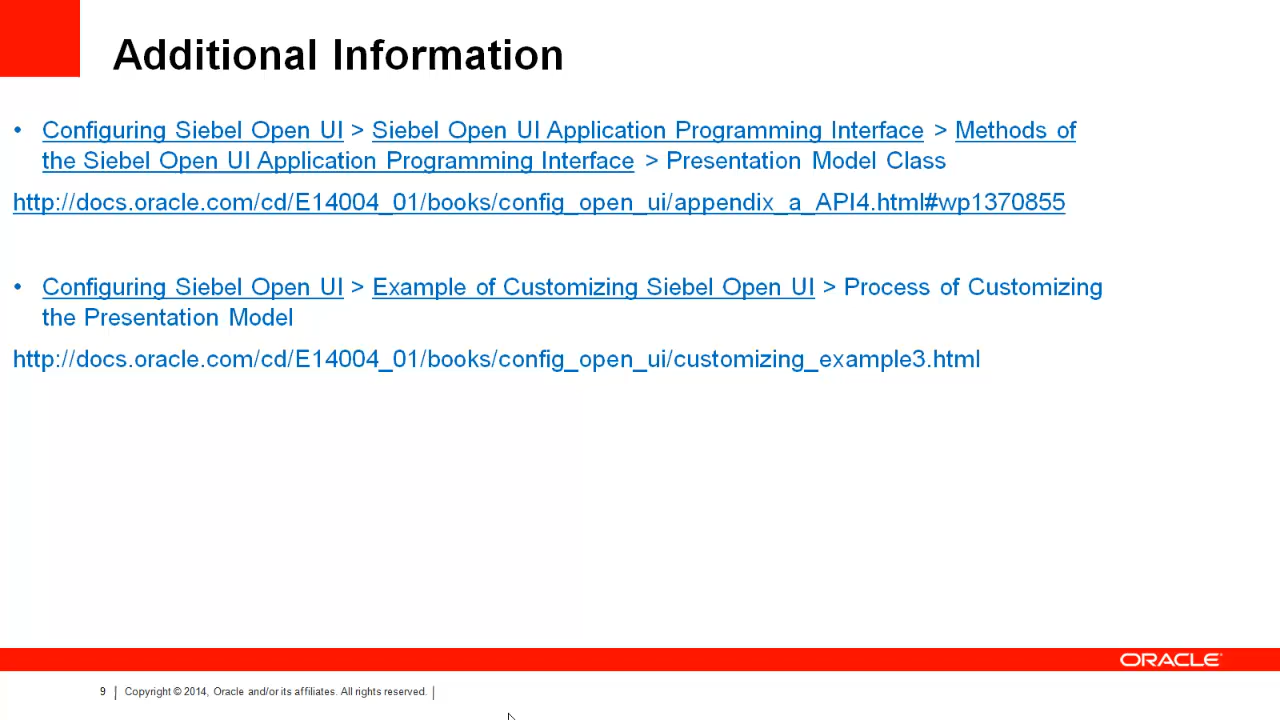 Additional Information
• Configuring Siebel Open UI > Siebel Open UI Application Programming Interface > Methods of
the Siebel Open UI Application Programming Interface > Presentation Model Class
http://docs.oracle.com/cd/E14004_01/books/config_open_ui/appendix_a_API4.html#wp1370855
• Configuring Siebel Open UI > Example of Customizing Siebel Open UI > Process of Customizing
the Presentation Model
http://docs.oracle.com/cd/E14004_01/books/config_open_ui/customizing_example3.html
ORACLE®
9 | Copyright © 2014, Oracle and/or its affiliates. All rights reserved. |